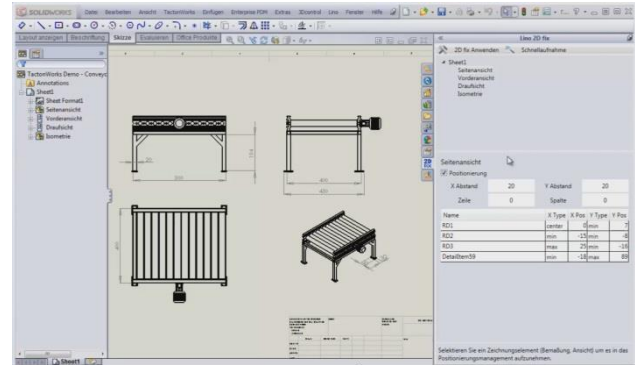 SOLIDWORKS Datei Bearbeiten Ansicht TactonWorks Einfügen Enterprise PDM Extras 3Dcontrol Lino Fenster Hilfe
Layout anzeigen Beschriftung Skizze Evaluieren Office Produkte
TactonWorks Demo - Conveyc
Annotations
Sheet1
Sheet Format1
Seitenansicht
Vorderansicht
Draufsicht
Isometrie
Sheet1
Lino 2D fix
2D fix Anwenden Schnellaufnahme
Sheet1
Seitenansicht
Vorderansicht
Draufsicht
Isometrie
Seitenansicht
Positionierung
X Abstand 20 Y Abstand 20
Zeile 0 Spalte 0
Name X Type X Pos Y Type Y Pos
RD1 center 0 min 7
RD2 min -15 min -8
RD3 max 25 min -16
DetailItem59 min -18 max 89
Selektieren Sie ein Zeichnungselement (Bemaßung, Ansicht) um es in das
Positionierungsmanagement aufzunehmen.